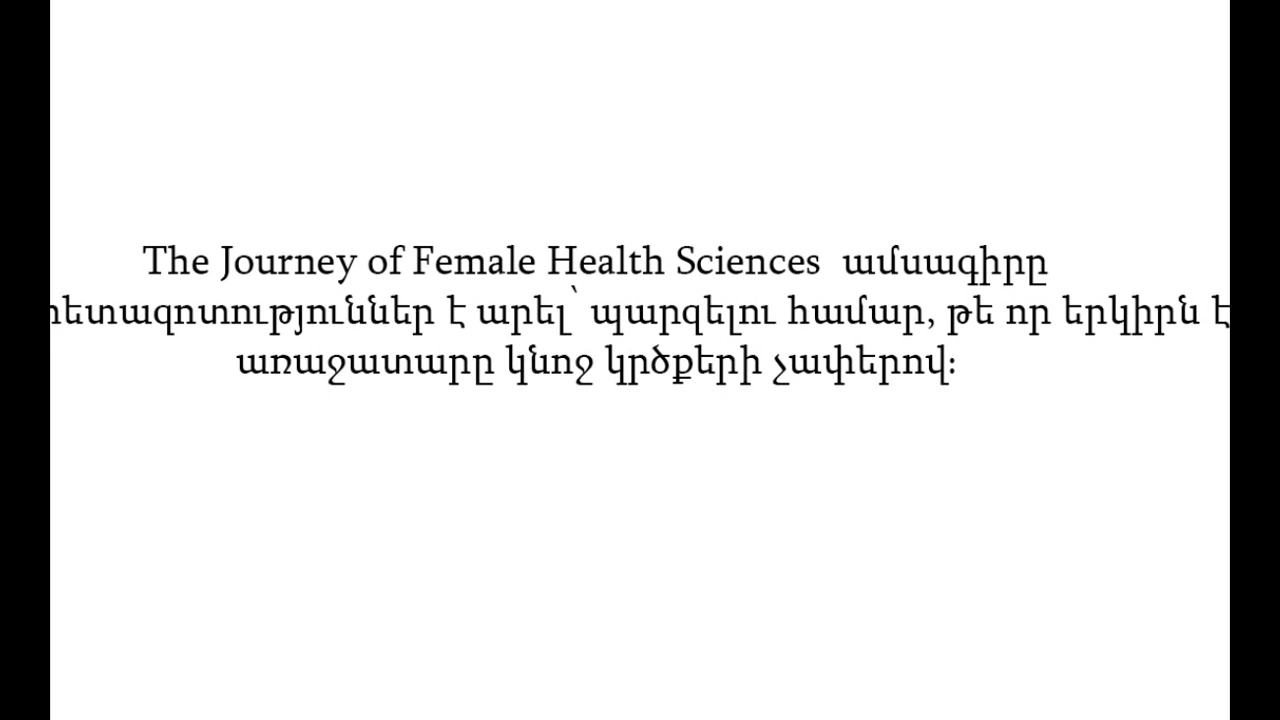 The Journey of Female Health Sciences ամսագիրը
հետազոտություններ է արել՝ պարզելու համար, թե որ երկիրն է
առաջատարը կնոջ կրծքերի չափերով։